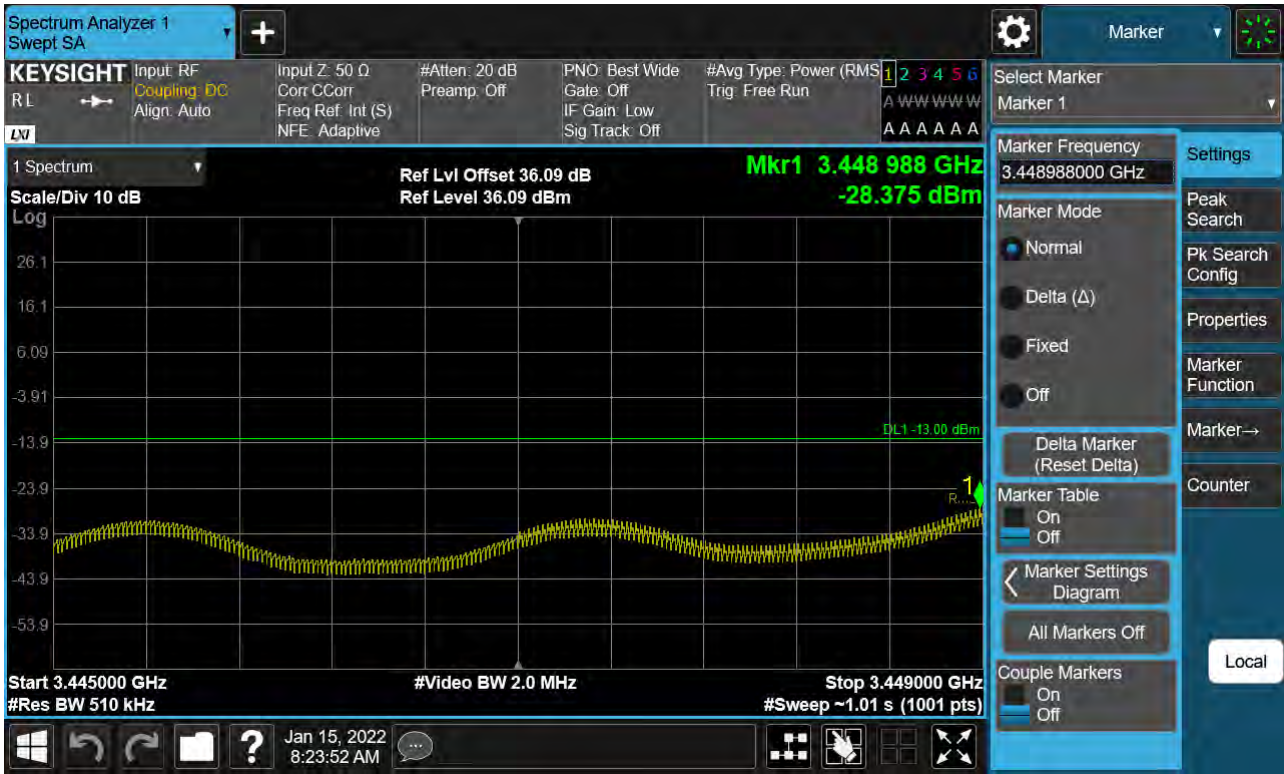 Spectrum Analyzer 1
Swept SA
+
Marker
KEYSIGHT
RL
LXI
Input: RF
Coupling: DC
Align: Auto
Input Z: 50 Ω
Corr CCorr
Freq Ref: Int (S)
NFE: Adaptive
#Atten: 20 dB
Preamp: Off
PNO: Best Wide
Gate: Off
IF Gain: Low
Sig Track: Off
#Avg Type: Power (RMS
Trig: Free Run
1 2 3 4 5 6
A W W W W W
A A A A A A
Select Marker
Marker 1
1 Spectrum
Scale/Div 10 dB
Log
Ref Lvl Offset 36.09 dB
Ref Level 36.09 dBm
Mkr1 3.448 988 GHz
-28.375 dBm
26.1
16.1
6.09
-3.91
-13.9
-23.9
-33.9
-43.9
-53.9
DL1 -13.00 dBm
1
Start 3.445000 GHz
#Res BW 510 kHz
#Video BW 2.0 MHz
Stop 3.449000 GHz
#Sweep ~1.01 s (1001 pts)
Marker Frequency
3.448988000 GHz
Marker Mode
Normal
Delta (Δ)
Fixed
Off
Delta Marker
(Reset Delta)
Marker Table
On
Off
Marker Settings
Diagram
All Markers Off
Couple Markers
On
Off
Settings
Peak
Search
Pk Search
Config
Properties
Marker
Function
Marker→
Counter
Local
?
Jan 15, 2022
8:23:52 AM